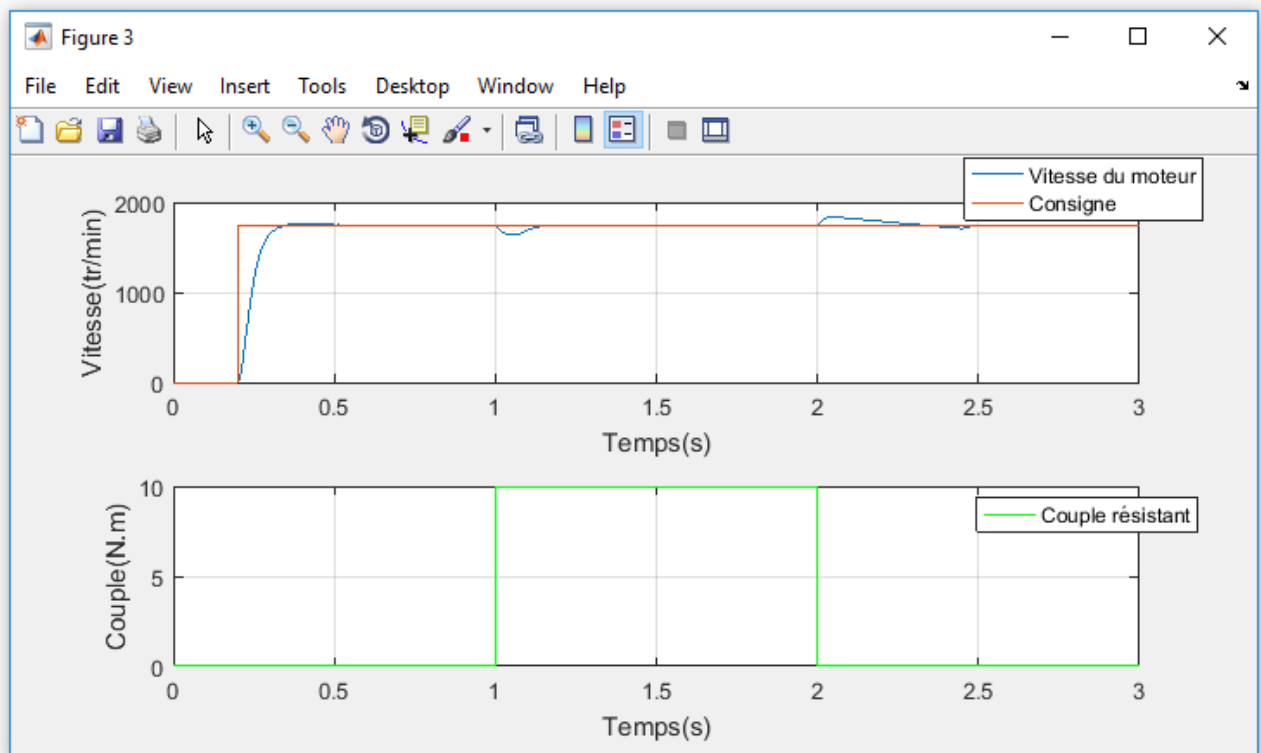 Figure 3
File Edit View Insert Tools Desktop Window Help
Vitesse du moteur
Consigne
2000
1000
0
Vitesse(tr/min)
0 0.5 1 1.5 2 2.5 3
Temps(s)
Couple résistant
10
5
0
Couple(N.m)
0 0.5 1 1.5 2 2.5 3
Temps(s)